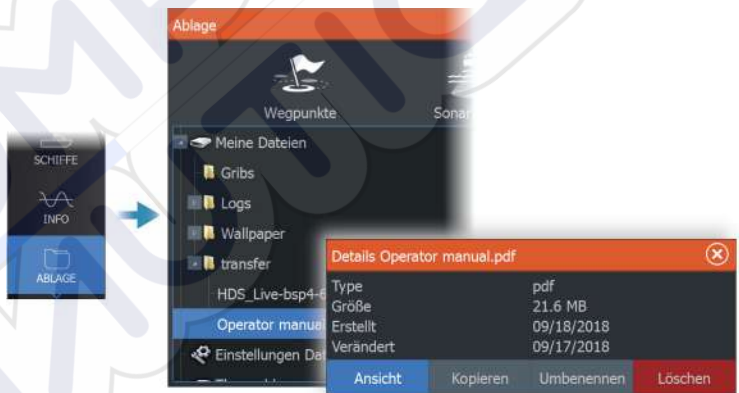 SCHIFFE
INFO
ABLAGE
Ablage
Wegpunkte
Meine Dateien
Gribs
Logs
Wallpaper
transfer
Operator manual
Einstellungen
Details Operator manual.pdf
Type pdf
Größe 21.6 MB
Erstellt 09/18/2018
Verändert 09/17/2018
Ansicht Kopieren Umbenennen Löschen